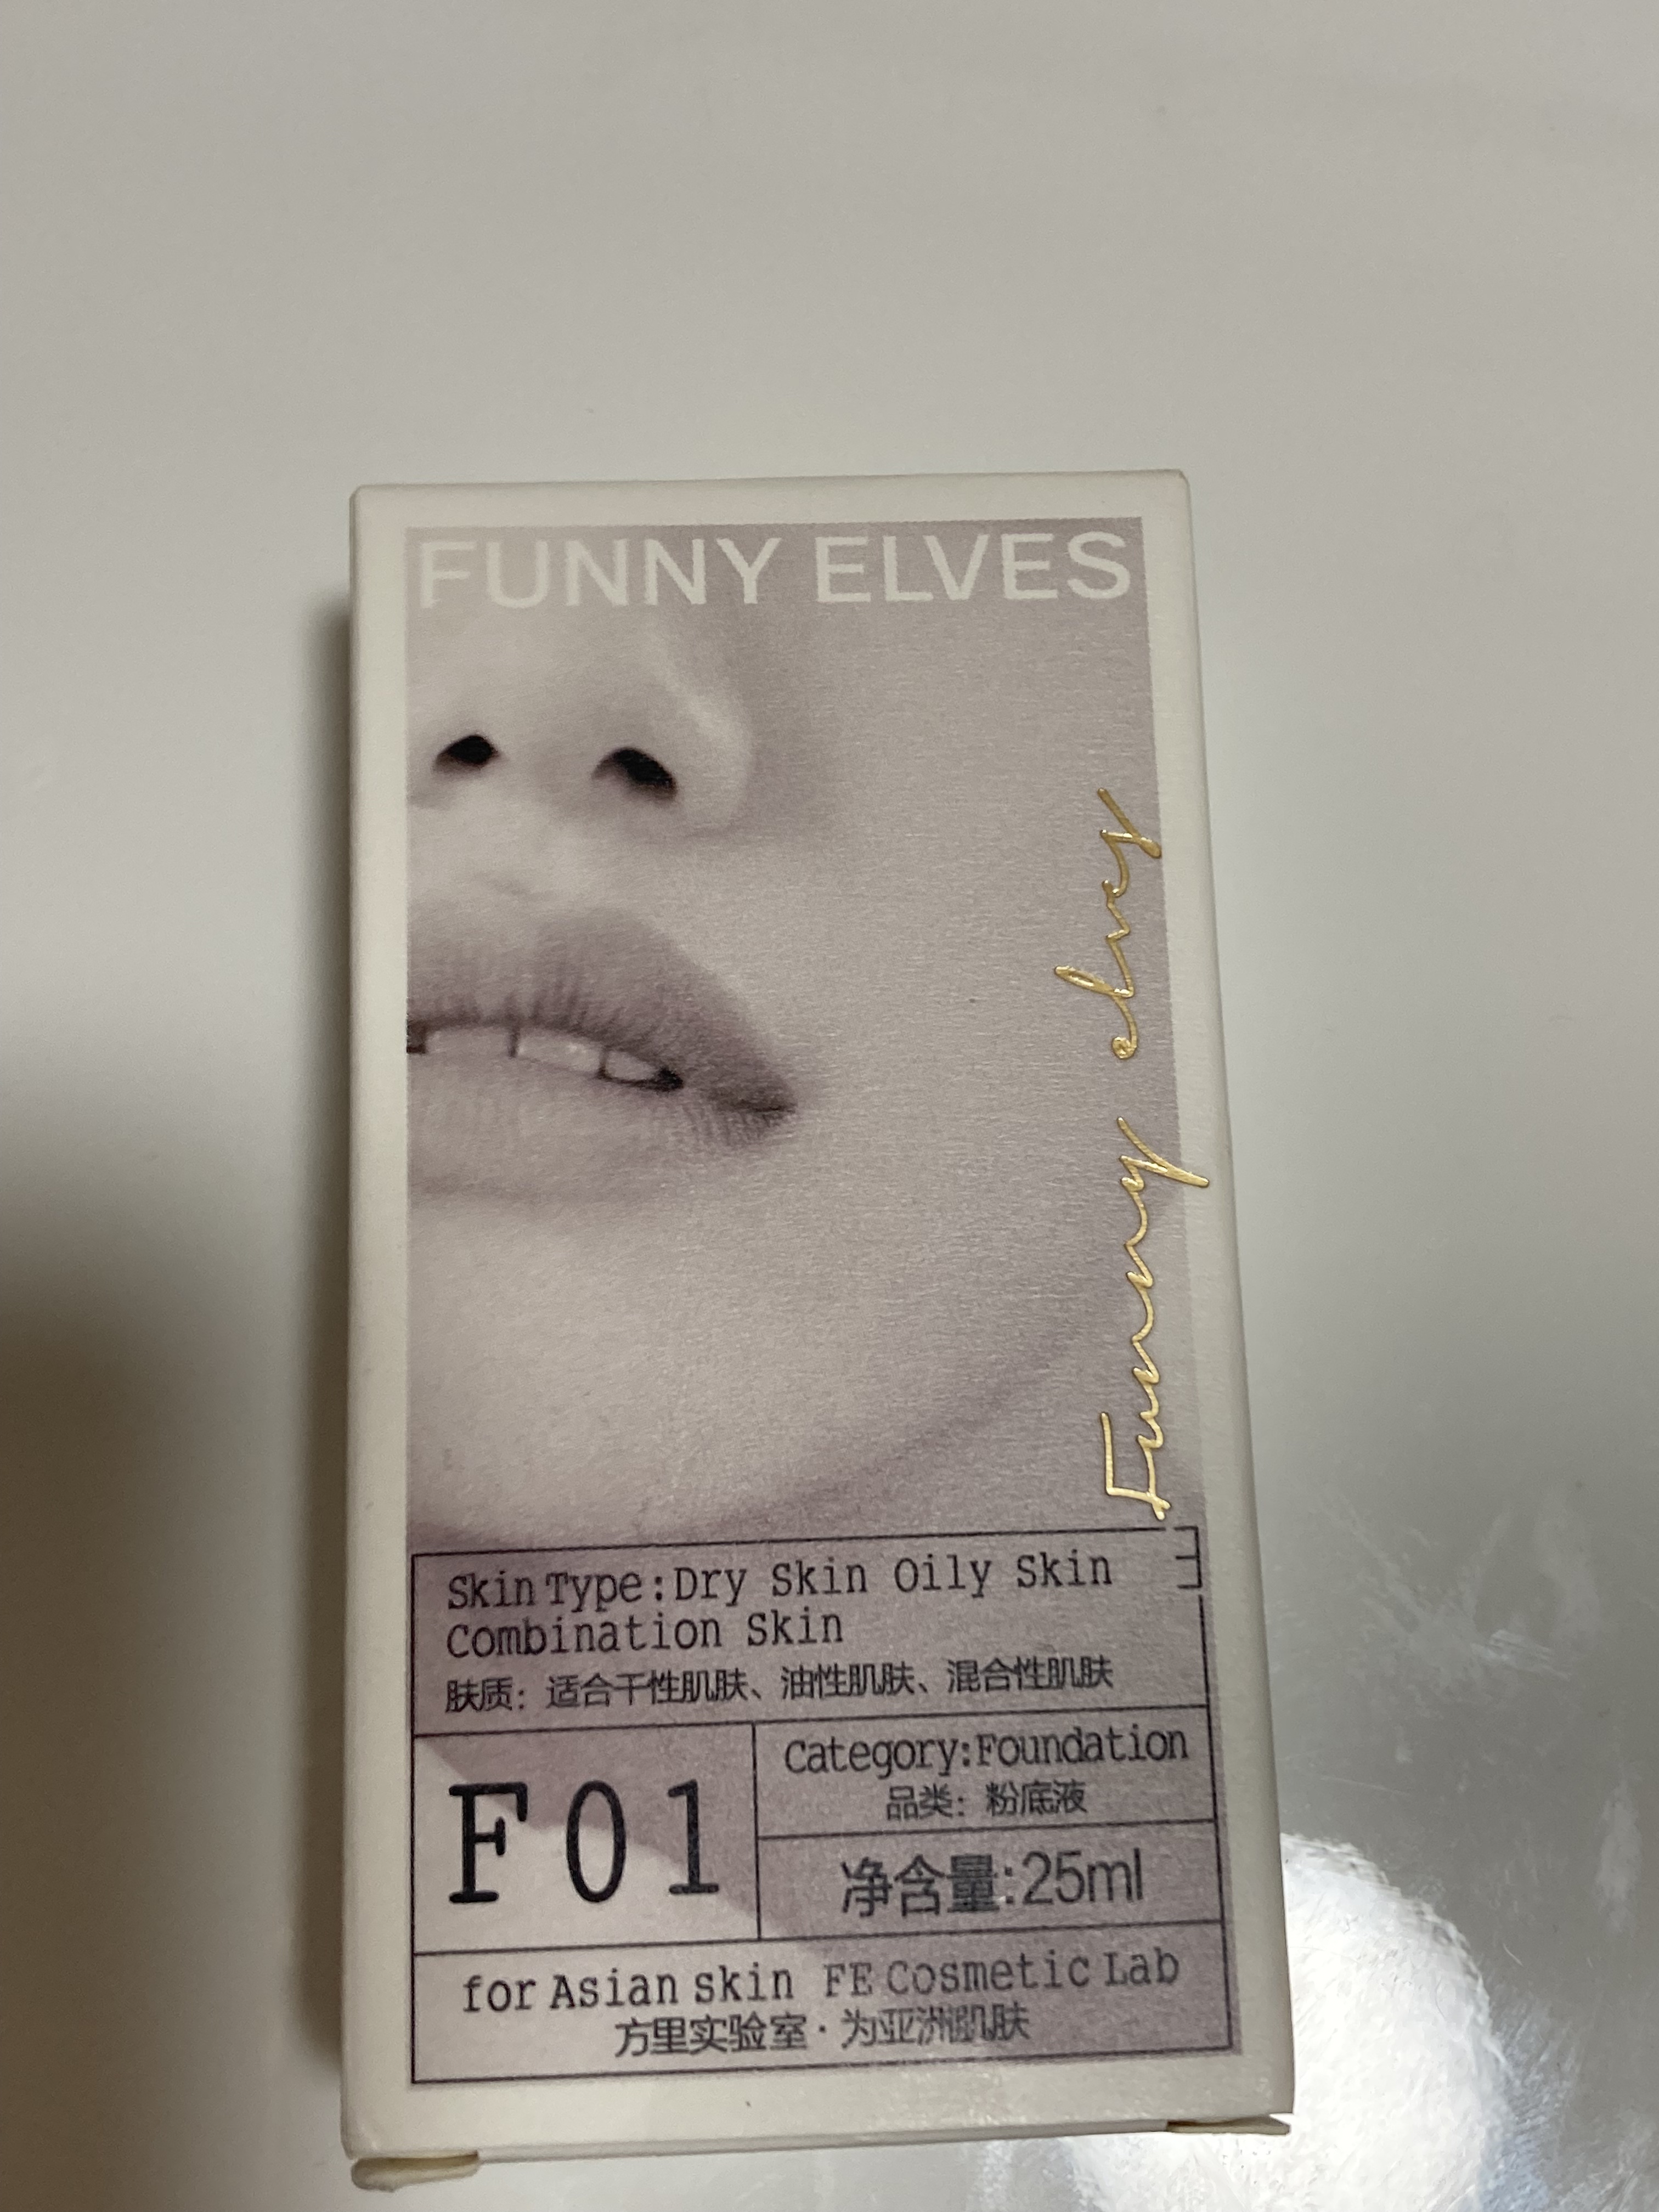 FUNNY ELVES
Funny elves
Skin Type:Dry Skin Oily Skin
Combination Skin
肤质：适合干性肌肤、油性肌肤、混合性肌肤
F01
Category:Foundation
品类：粉底液
净含量:25ml
for Asian skin FE Cosmetic Lab
方里实验室·为亚洲肌肤